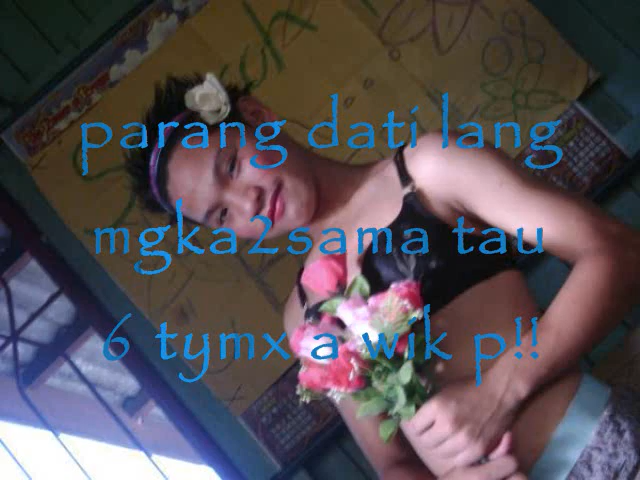 parang dati lang
mgka2sama tau
6 tymx a wik p!!